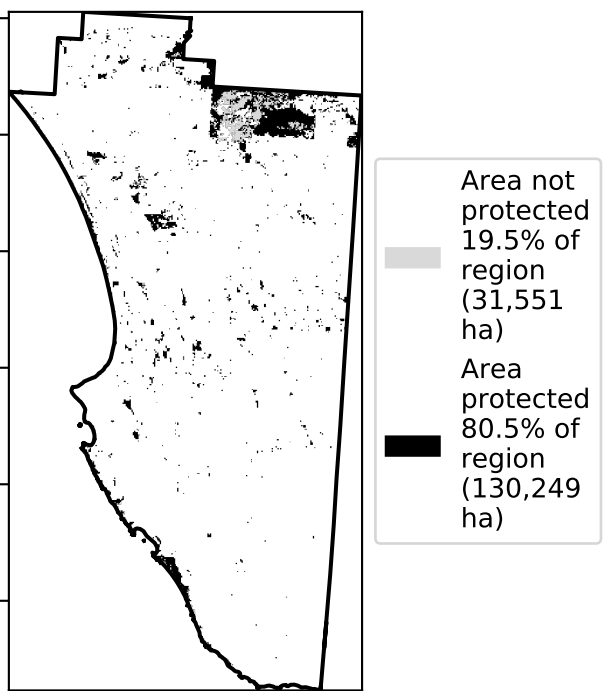 Area not
protected
19.5% of
region
(31,551
ha)
Area
protected
80.5% of
region
(130,249
ha)